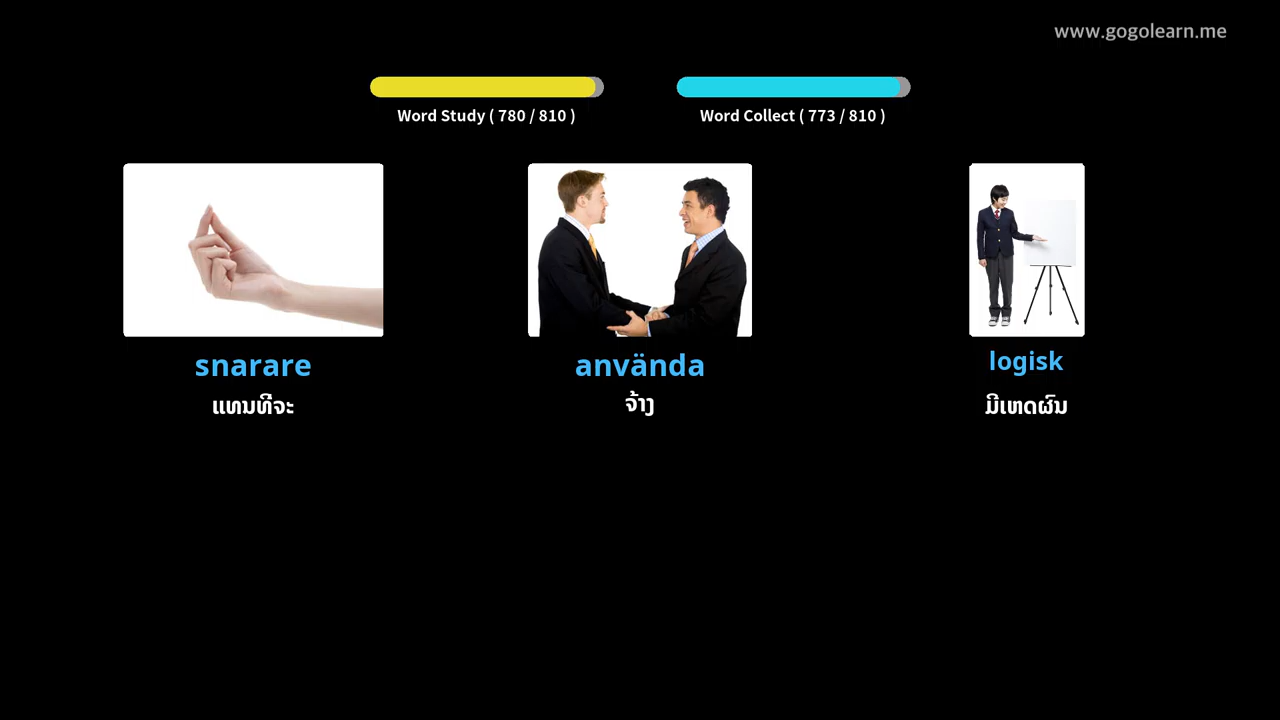 www.gogolearn.me
Word Study ( 780 / 810 )
Word Collect ( 773 / 810 )
snarare
använda
logisk
ແທນທີ່ຈະ
ຈ້າງ
ມີເຫດຜົນ